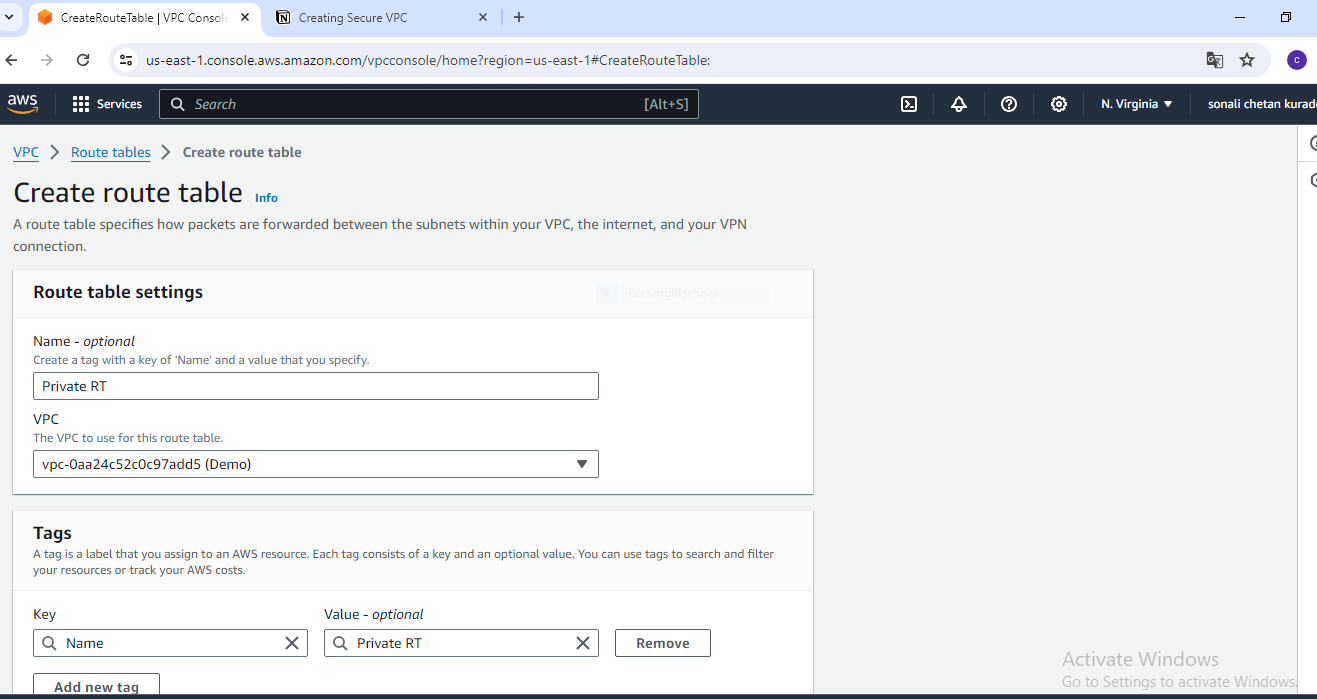 CreateRouteTable | VPC Console
Creating Secure VPC
us-east-1.console.aws.amazon.com/vpcconsole/home?region=us-east-1#CreateRouteTable:
C
aws
Services
Search
[Alt+S]
N. Virginia
sonali chetan kurad
VPC
Route tables
Create route table
Create route table Info
A route table specifies how packets are forwarded between the subnets within your VPC, the internet, and your VPN
connection.
Route table settings
Rectangular Snip
Name - optional
Create a tag with a key of 'Name' and a value that you specify.
Private RT
VPC
The VPC to use for this route table.
vpc-0aa24c52c0c97add5 (Demo)
Tags
A tag is a label that you assign to an AWS resource. Each tag consists of a key and an optional value. You can use tags to search and filter
your resources or track your AWS costs.
Key
Value - optional
Name
Private RT
Remove
Add new tag
Activate Windows
Go to Settings to activate Windows.